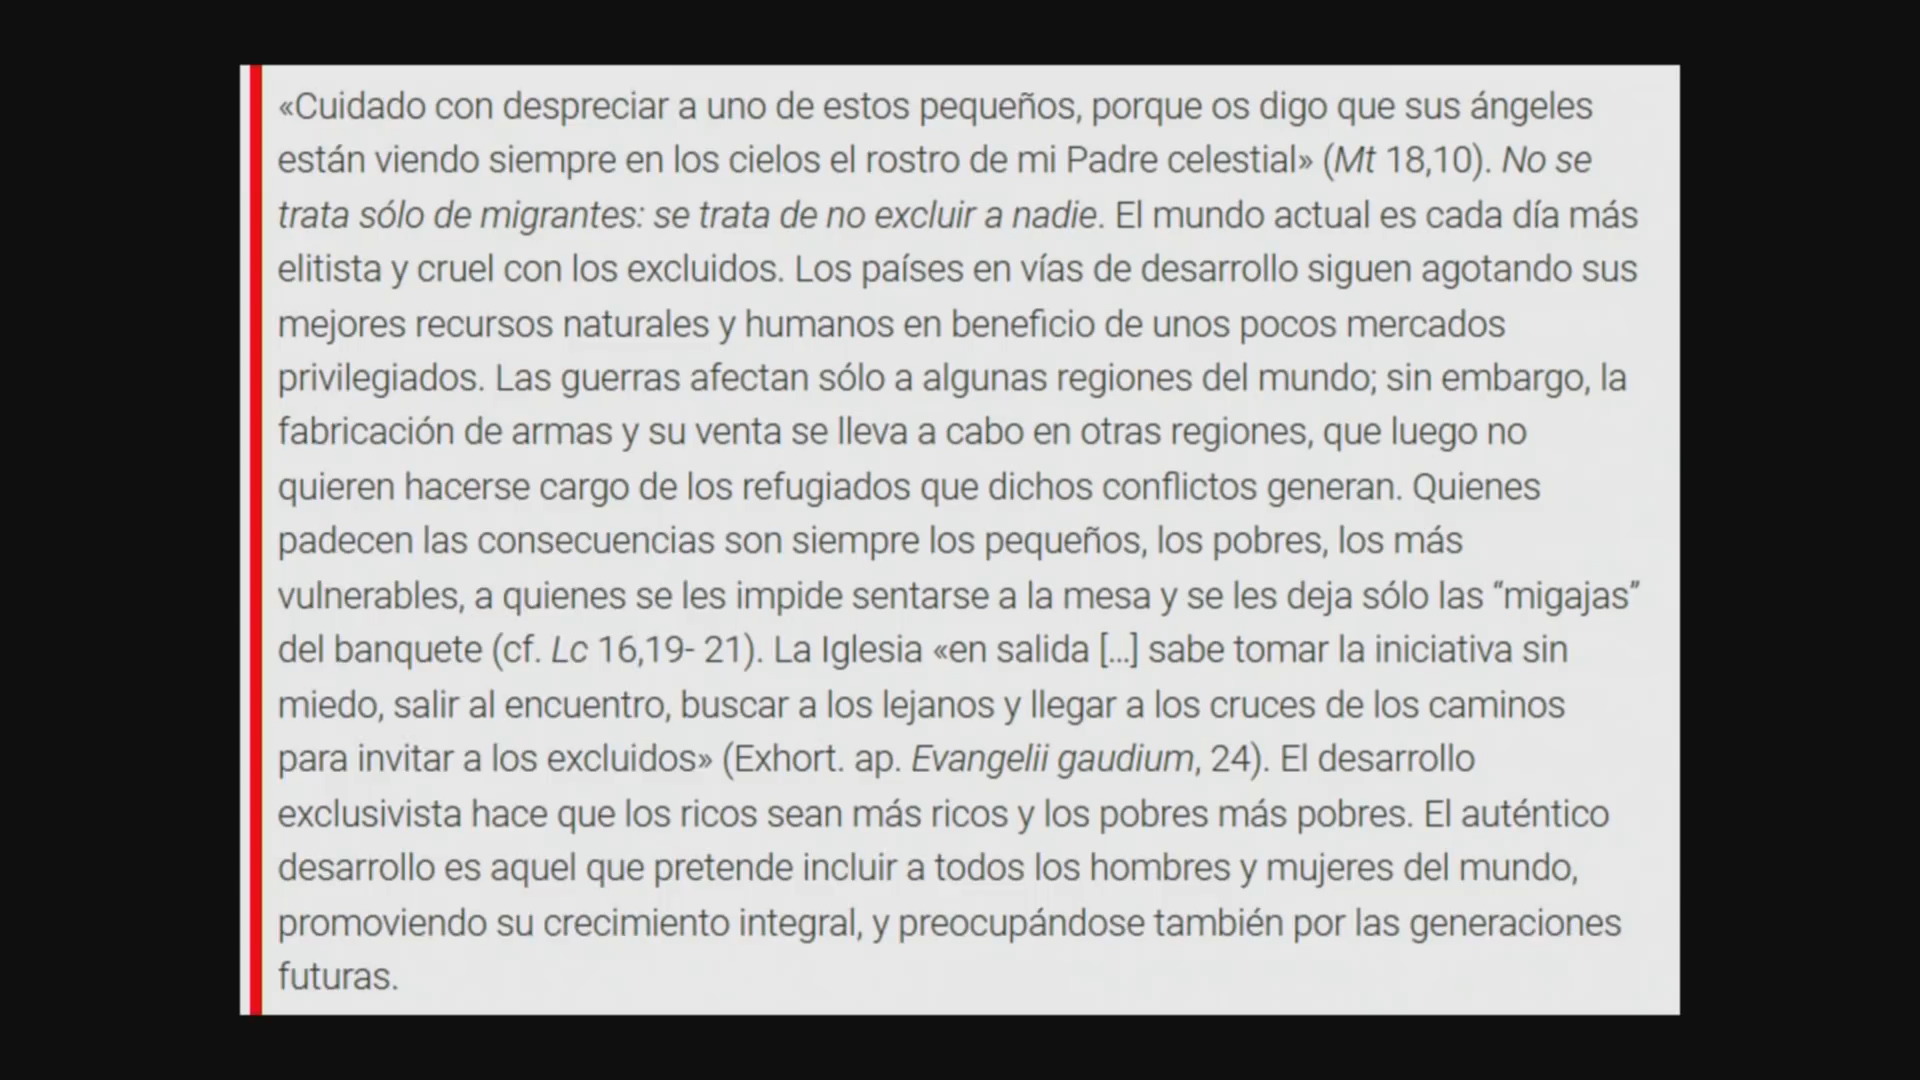 «Cuidado con despreciar a uno de estos pequeños, porque os digo que sus ángeles
están viendo siempre en los cielos el rostro de mi Padre celestial» (Mt 18,10). No se
trata sólo de migrantes: se trata de no excluir a nadie. El mundo actual es cada día más
elitista y cruel con los excluidos. Los países en vías de desarrollo siguen agotando sus
mejores recursos naturales y humanos en beneficio de unos pocos mercados
privilegiados. Las guerras afectan sólo a algunas regiones del mundo; sin embargo, la
fabricación de armas y su venta se lleva a cabo en otras regiones, que luego no
quieren hacerse cargo de los refugiados que dichos conflictos generan. Quienes
padecen las consecuencias son siempre los pequeños, los pobres, los más
vulnerables, a quienes se les impide sentarse a la mesa y se les deja sólo las “migajas”
del banquete (cf. Lc 16,19- 21). La Iglesia «en salida [...] sabe tomar la iniciativa sin
miedo, salir al encuentro, buscar a los lejanos y llegar a los cruces de los caminos
para invitar a los excluidos» (Exhort. ap. Evangelii gaudium, 24). El desarrollo
exclusivista hace que los ricos sean más ricos y los pobres más pobres. El auténtico
desarrollo es aquel que pretende incluir a todos los hombres y mujeres del mundo,
promoviendo su crecimiento integral, y preocupándose también por las generaciones
futuras.